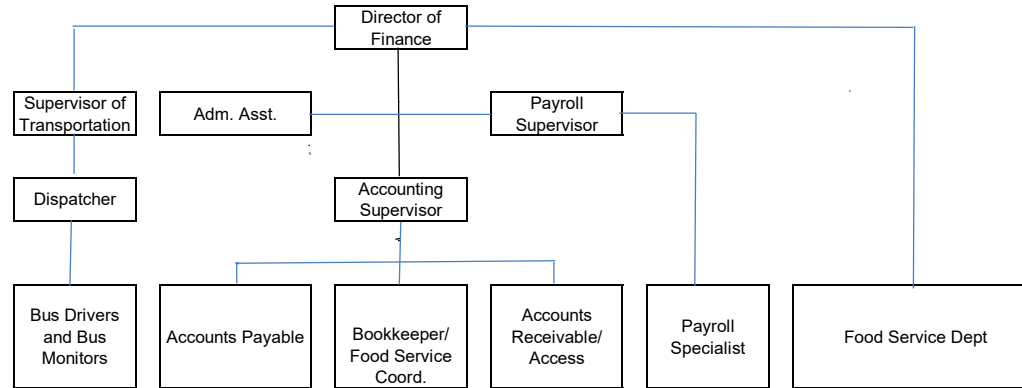 Director of
Finance
Supervisor of
Transportation
Adm. Asst.
Payroll
Supervisor
Dispatcher
Accounting
Supervisor
Bus Drivers
and Bus
Monitors
Accounts Payable
Bookkeeper/
Food Service
Coord.
Accounts
Receivable/
Access
Payroll
Specialist
Food Service Dept